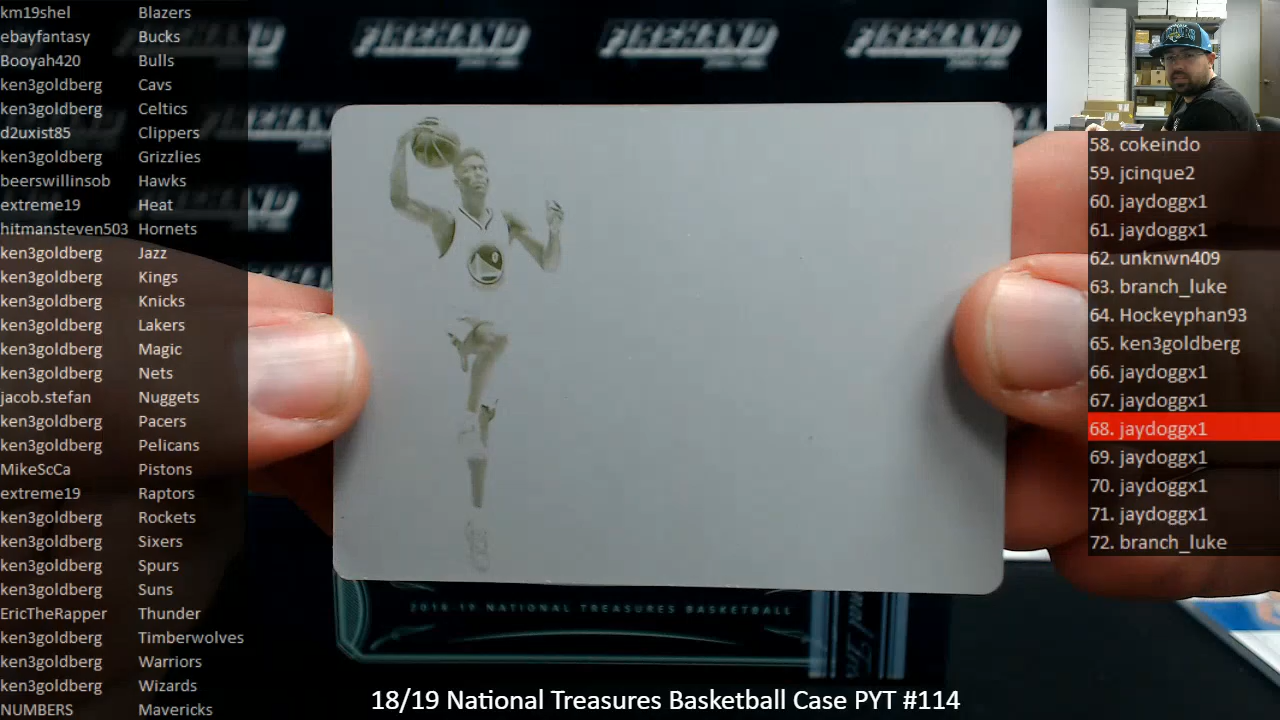 km19shel Blazers
ebayfantasy Bucks
Booyah420 Bulls
ken3goldberg Cavs
ken3goldberg Celtics
d2uxist85 Clippers
ken3goldberg Grizzlies
beerswillinsob Hawks
extreme19 Heat
hitmansteven503 Hornets
ken3goldberg Jazz
ken3goldberg Kings
ken3goldberg Knicks
ken3goldberg Lakers
ken3goldberg Magic
ken3goldberg Nets
jacob.stefan Nuggets
ken3goldberg Pacers
ken3goldberg Pelicans
MikeScCa Pistons
extreme19 Raptors
ken3goldberg Rockets
ken3goldberg Sixers
ken3goldberg Spurs
ken3goldberg Suns
EricTheRapper Thunder
ken3goldberg Timberwolves
ken3goldberg Warriors
ken3goldberg Wizards
NUMBERS Mavericks
FIREHAND
FIREHAND
FIREHAND
58. cokeindo
59. jcinque2
60. jaydoggx1
61. jaydoggx1
62. unknwn409
63. branch_luke
64. Hockeyphan93
65. ken3goldberg
66. jaydoggx1
67. jaydoggx1
68. jaydoggx1
69. jaydoggx1
70. jaydoggx1
71. jaydoggx1
72. branch_luke
2018-19 NATIONAL TREASURES BASKETBALL
18/19 National Treasures Basketball Case PYT #114